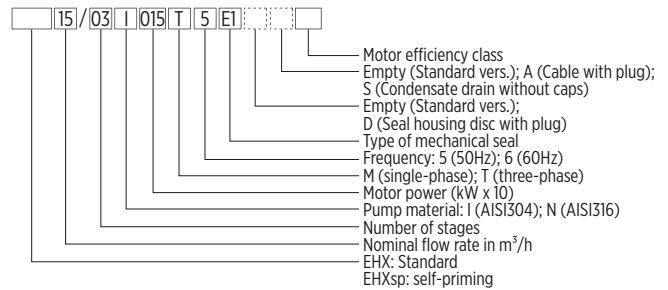 15 / 03 I 015 T 5 E1
Motor efficiency class
Empty (Standard vers.); A (Cable with plug);
S (Condensate drain without caps)
Empty (Standard vers.);
D (Seal housing disc with plug)
Type of mechanical seal
Frequency: 5 (50Hz); 6 (60Hz)
M (single-phase); T (three-phase)
Motor power (kW x 10)
Pump material: I (AISI304); N (AISI316)
Number of stages
Nominal flow rate in m³/h
EHX: Standard
EHXsp: self-priming